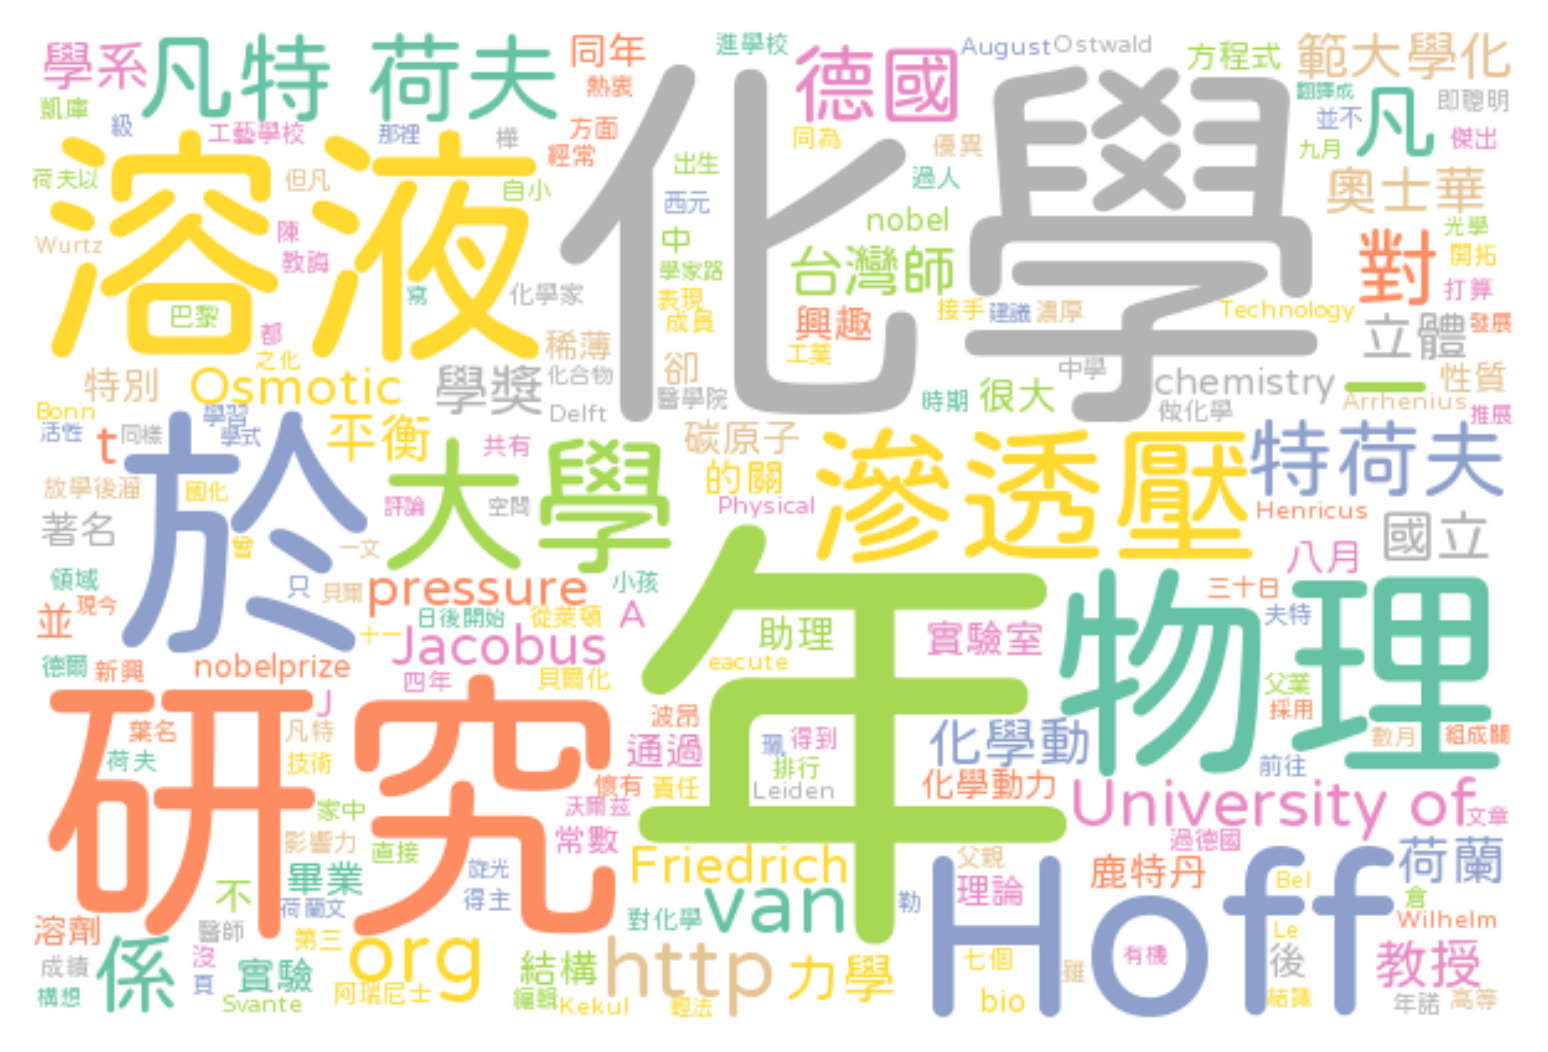 學系
凡特 荷夫
同年
進學校
德國
August
Ostwald
方程式
範大學化
凱庫
熱衷
翻譯成
即聰明
級
工藝學校
那裡
樺
方面
同為
優異
並不
凡
傑出
經常
九月
溶液
化學
荷夫以
但凡
自小
出生
過人
奧士華
西元
nobel
光學
Wurtz
陳
教誨
中
台灣師
對
開拓
學家器
打算
巴黎
寫
化學家
表現
成員
興趣
接手
建議
濃厚
Technology
立體
發展
都
之化
稀薄
工業
特別
Osmotic
學獎
化合物
卻
醫學院
時期
很大
中學
chemistry
一
性質
Arrhenius
Bonn
學習
Delft
做化學
推展
活性
t
同樣
學式
平衡
共有
碳原子
滲透壓
特荷夫
於
大學
的關
放學後溜
國化
評論
空間
Physical
Henricus
著名
曾
一文
國立
八月
領域
只
貝爾
pressure
小孩
年
物理
三十日
並
現今
日後開始
從萊頓
A
助理
實驗室
夫特
十一
Jacobus
德爾
新興
nobelprize
四年
貝爾化
eacute
父業
研究
J
波昂
採用
葉名
凡特
通過
得到
化學動
數月
組成關
荷夫
技術
排行
前往
懷有
責任
Leiden
化學動力
University of
家中
沃爾茲
文章
影響力
直接
常數
過德國
畢業
旋光
Friedrich
父親
鹿特丹
Hoff
荷蘭
不
荷蘭文
得主
van
勒
理論
Bel
倉
溶劑
醫師
第三
對化學
Wilhelm
Le
係
沒
org
結構
http
力學
七個
有機
後
教授
成績
實驗
雖
構想
頁
Svante
阿瑞尼士
編輯
Kekul
bio
結識
年諾
高等